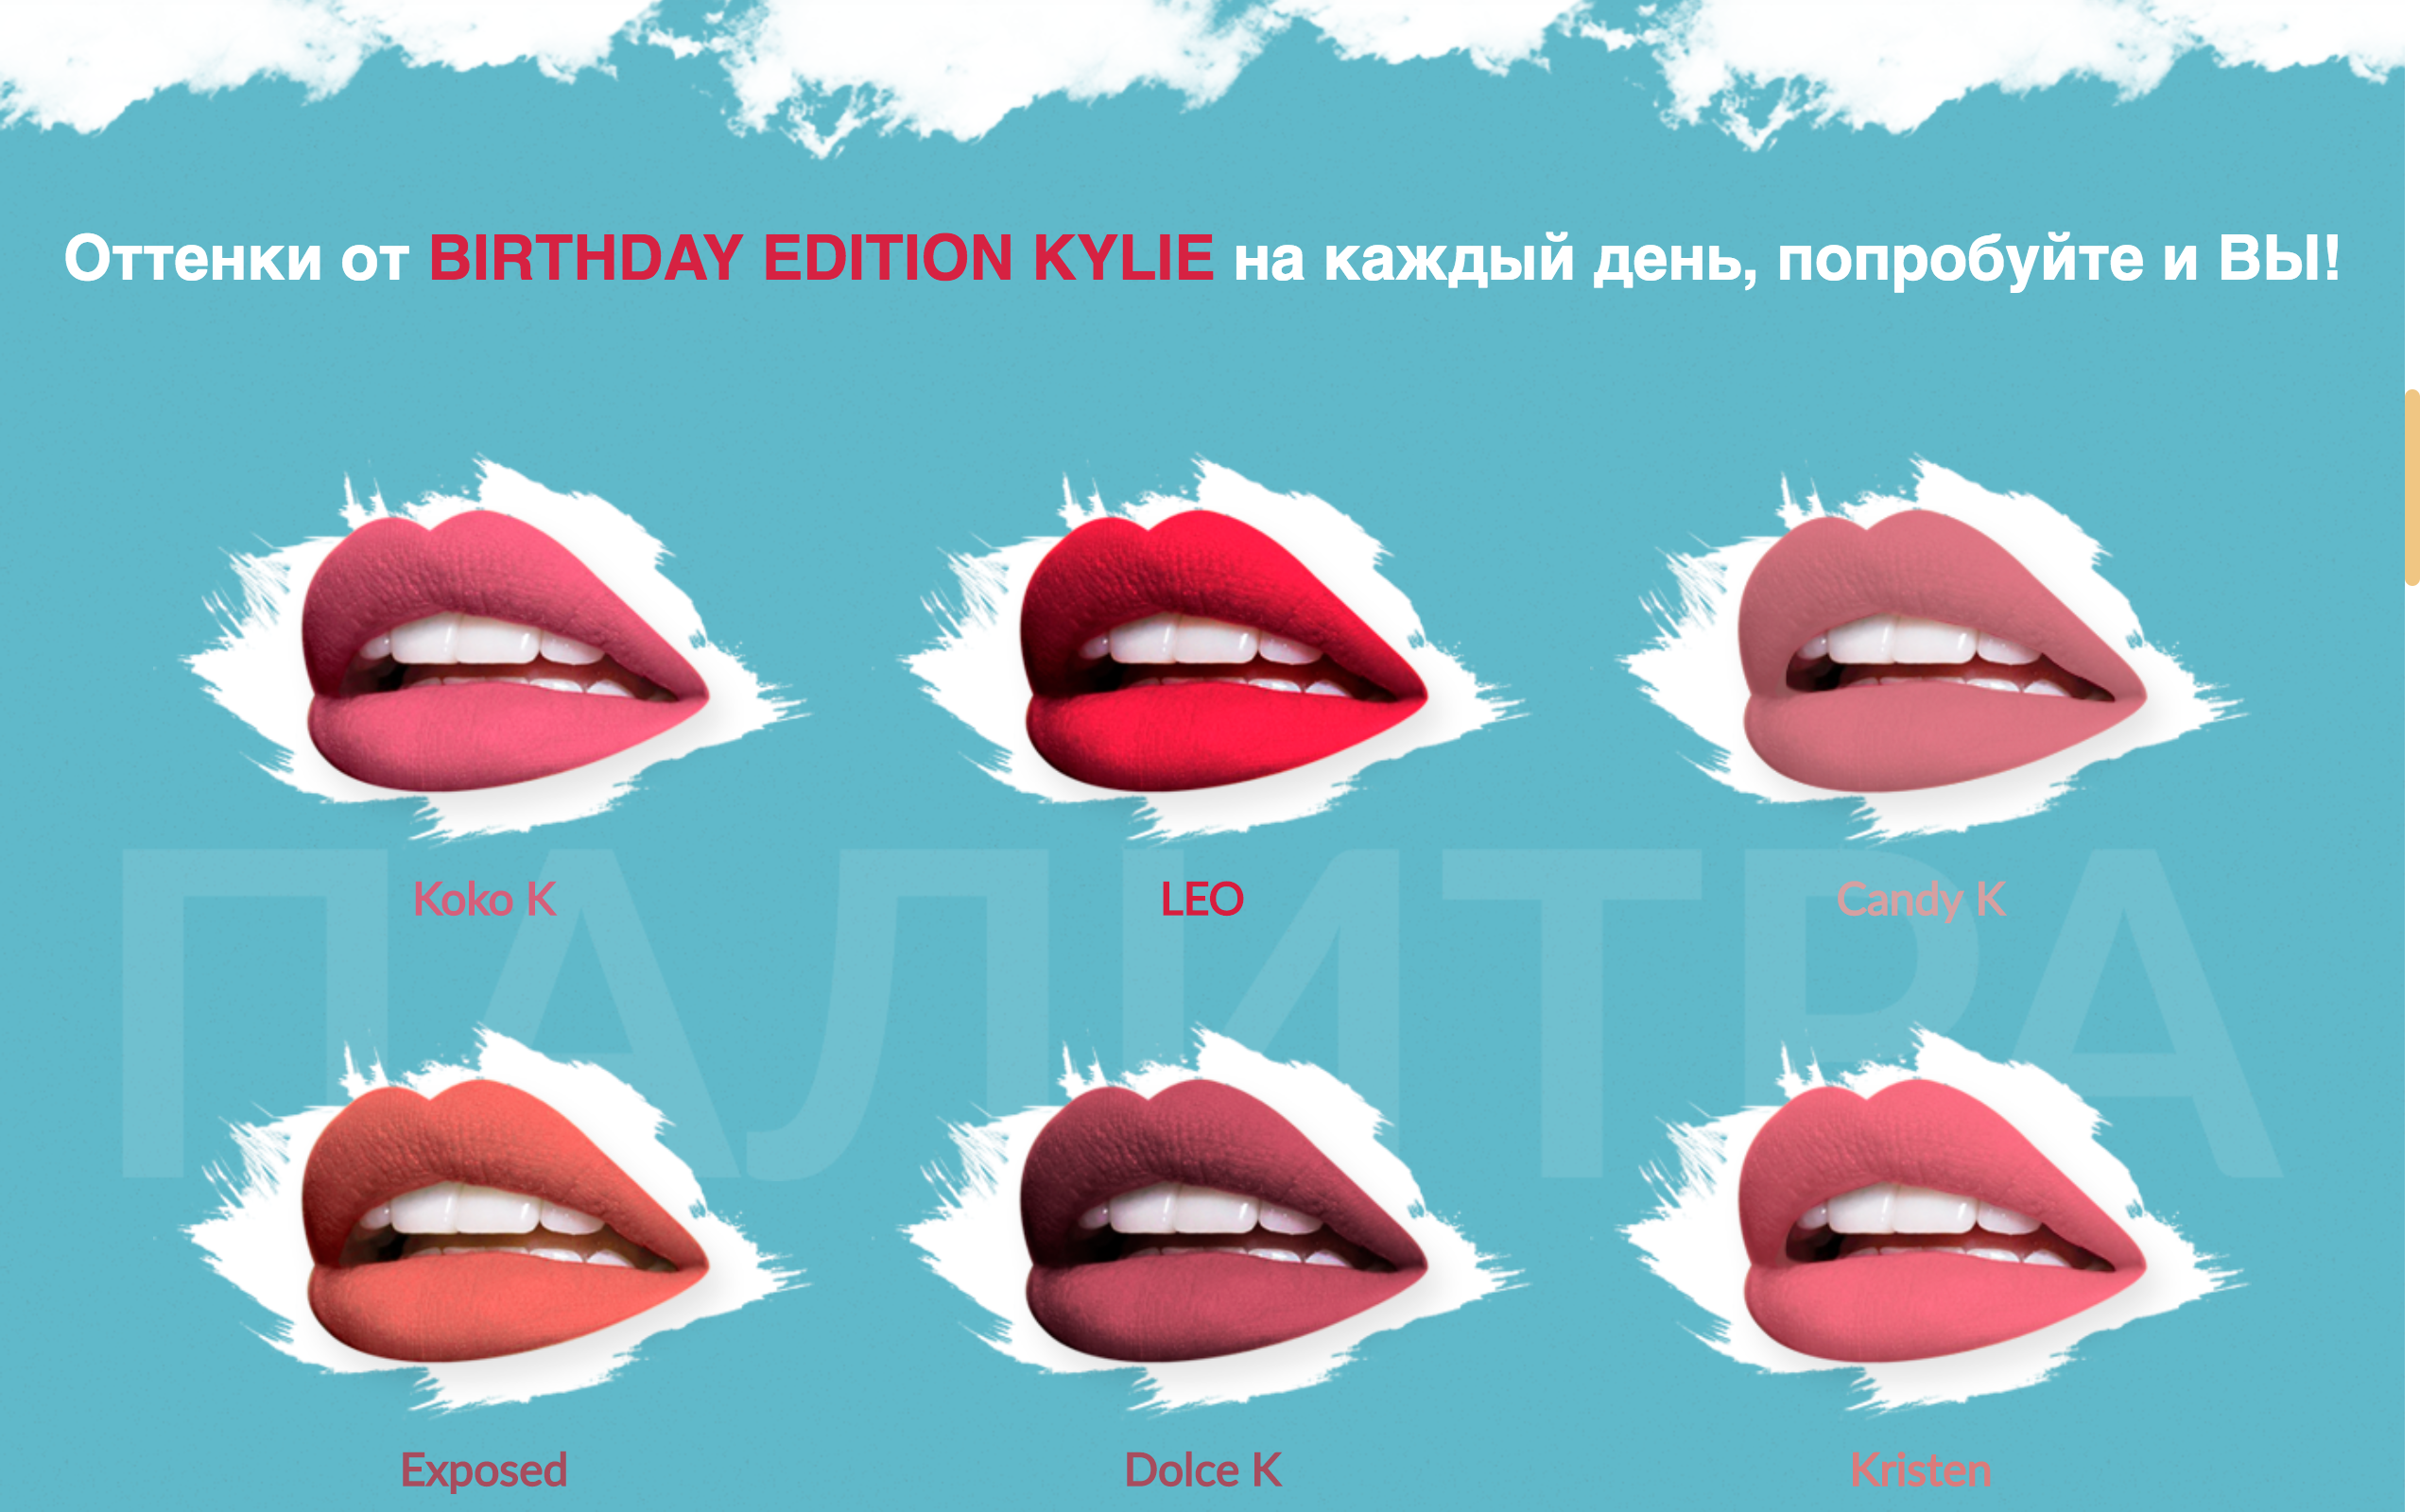 Оттенки от BIRTHDAY EDITION KYLIE на каждый день, попробуйте и ВЫ!
Koko K
LEO
Candy K
ПАЛИТРА
Exposed
Dolce K
Kristen